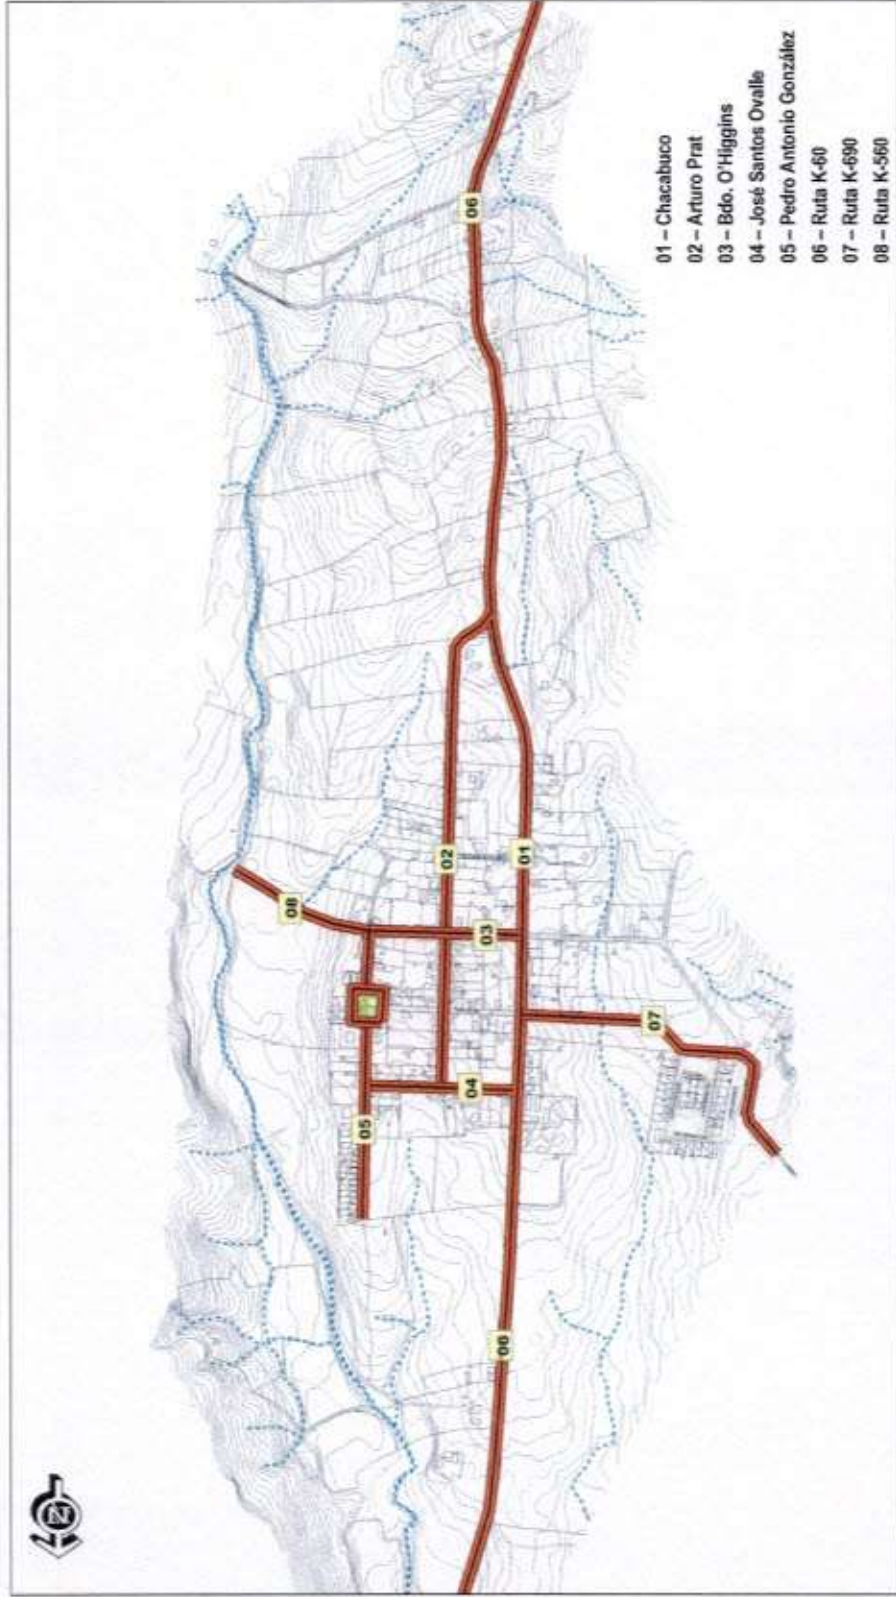 N
08
05
02
06
04
03
06
01
07
01 – Chacabuco
02 – Arturo Prat
03 – Bdo. O'Higgins
04 – José Santos Ovalle
05 – Pedro Antonio González
06 – Ruta K-60
07 – Ruta K-690
08 – Ruta K-560